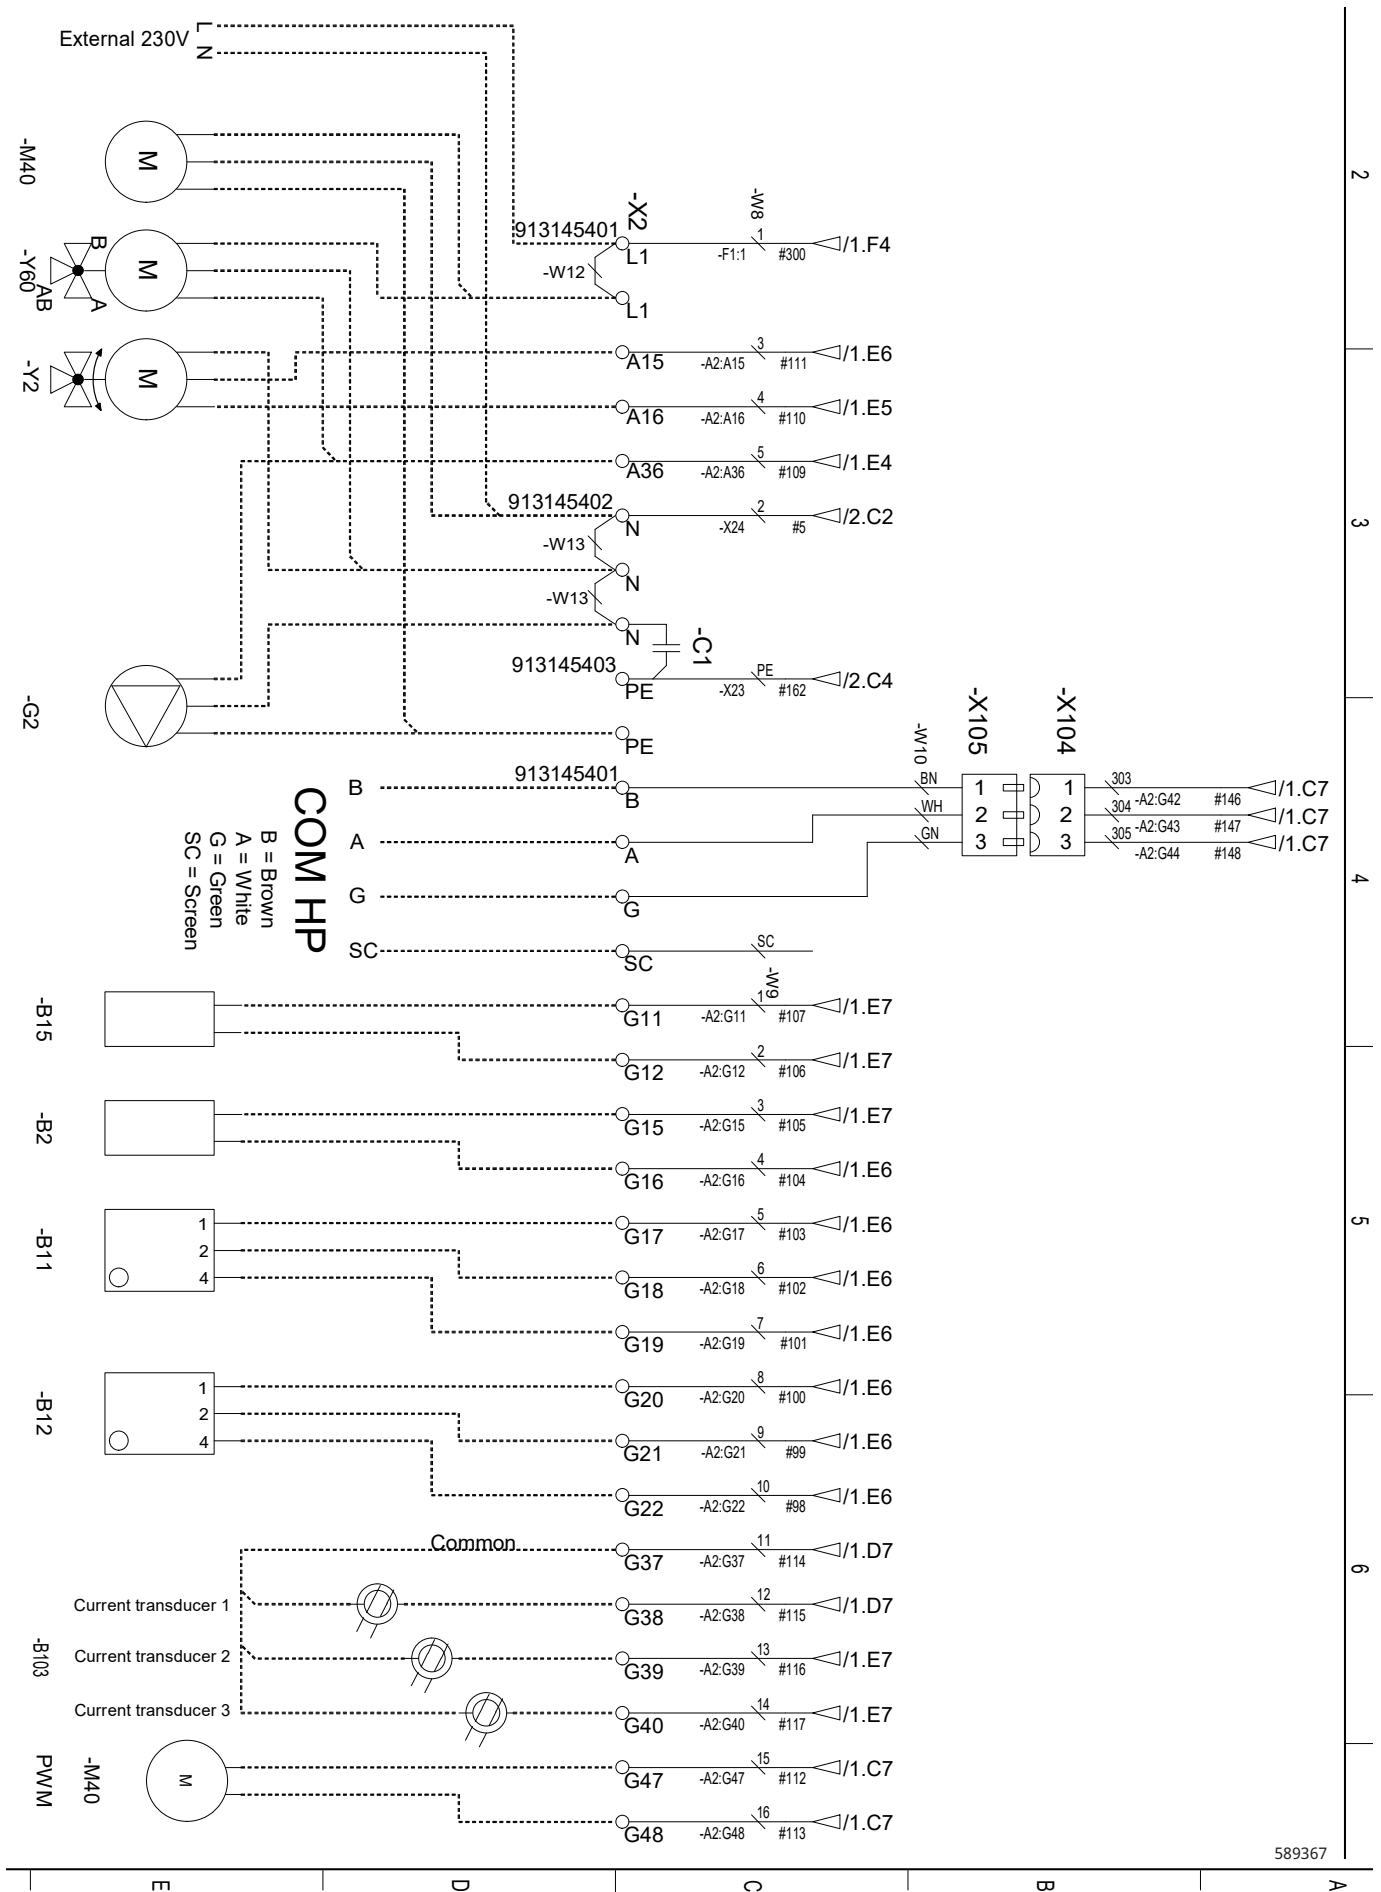 External 230V
L
N
-M40
M
2
-X2
-W8
913145401
L1
-F1:1
1
#300
/1.F4
-W12
L1
-Y60
B
AB
A
M
-Y2
M
A15
-A2:A15
3
#111
/1.E6
A16
-A2:A16
4
#110
/1.E5
A36
-A2:A36
5
#109
/1.E4
913145402
N
-X24
2
#5
/2.C2
3
-W13
N
-W13
N
-C1
913145403
PE
-X23
PE
#162
/2.C4
PE
-G2
-W10
-X105
-X104
913145401
B
B
BN
1
1
303
-A2:G42
#146
/1.C7
A
A
WH
2
2
304
-A2:G43
#147
/1.C7
G
G
GN
3
3
305
-A2:G44
#148
/1.C7
SC
SC
SC
4
COM HP
B = Brown
A = White
G = Green
SC = Screen
-W9
-B15
G11
-A2:G11
1
#107
/1.E7
G12
-A2:G12
2
#106
/1.E7
-B2
G15
-A2:G15
3
#105
/1.E7
G16
-A2:G16
4
#104
/1.E6
-B11
1
2
4
G17
-A2:G17
5
#103
/1.E6
5
G18
-A2:G18
6
#102
/1.E6
G19
-A2:G19
7
#101
/1.E6
-B12
1
2
4
G20
-A2:G20
8
#100
/1.E6
G21
-A2:G21
9
#99
/1.E6
G22
-A2:G22
10
#98
/1.E6
Common
G37
-A2:G37
11
#114
/1.D7
6
-B103
Current transducer 1
G38
-A2:G38
12
#115
/1.D7
Current transducer 2
G39
-A2:G39
13
#116
/1.E7
Current transducer 3
G40
-A2:G40
14
#117
/1.E7
PWM
-M40
M
G47
-A2:G47
15
#112
/1.C7
G48
-A2:G48
16
#113
/1.C7
589367
E
D
C
B
A